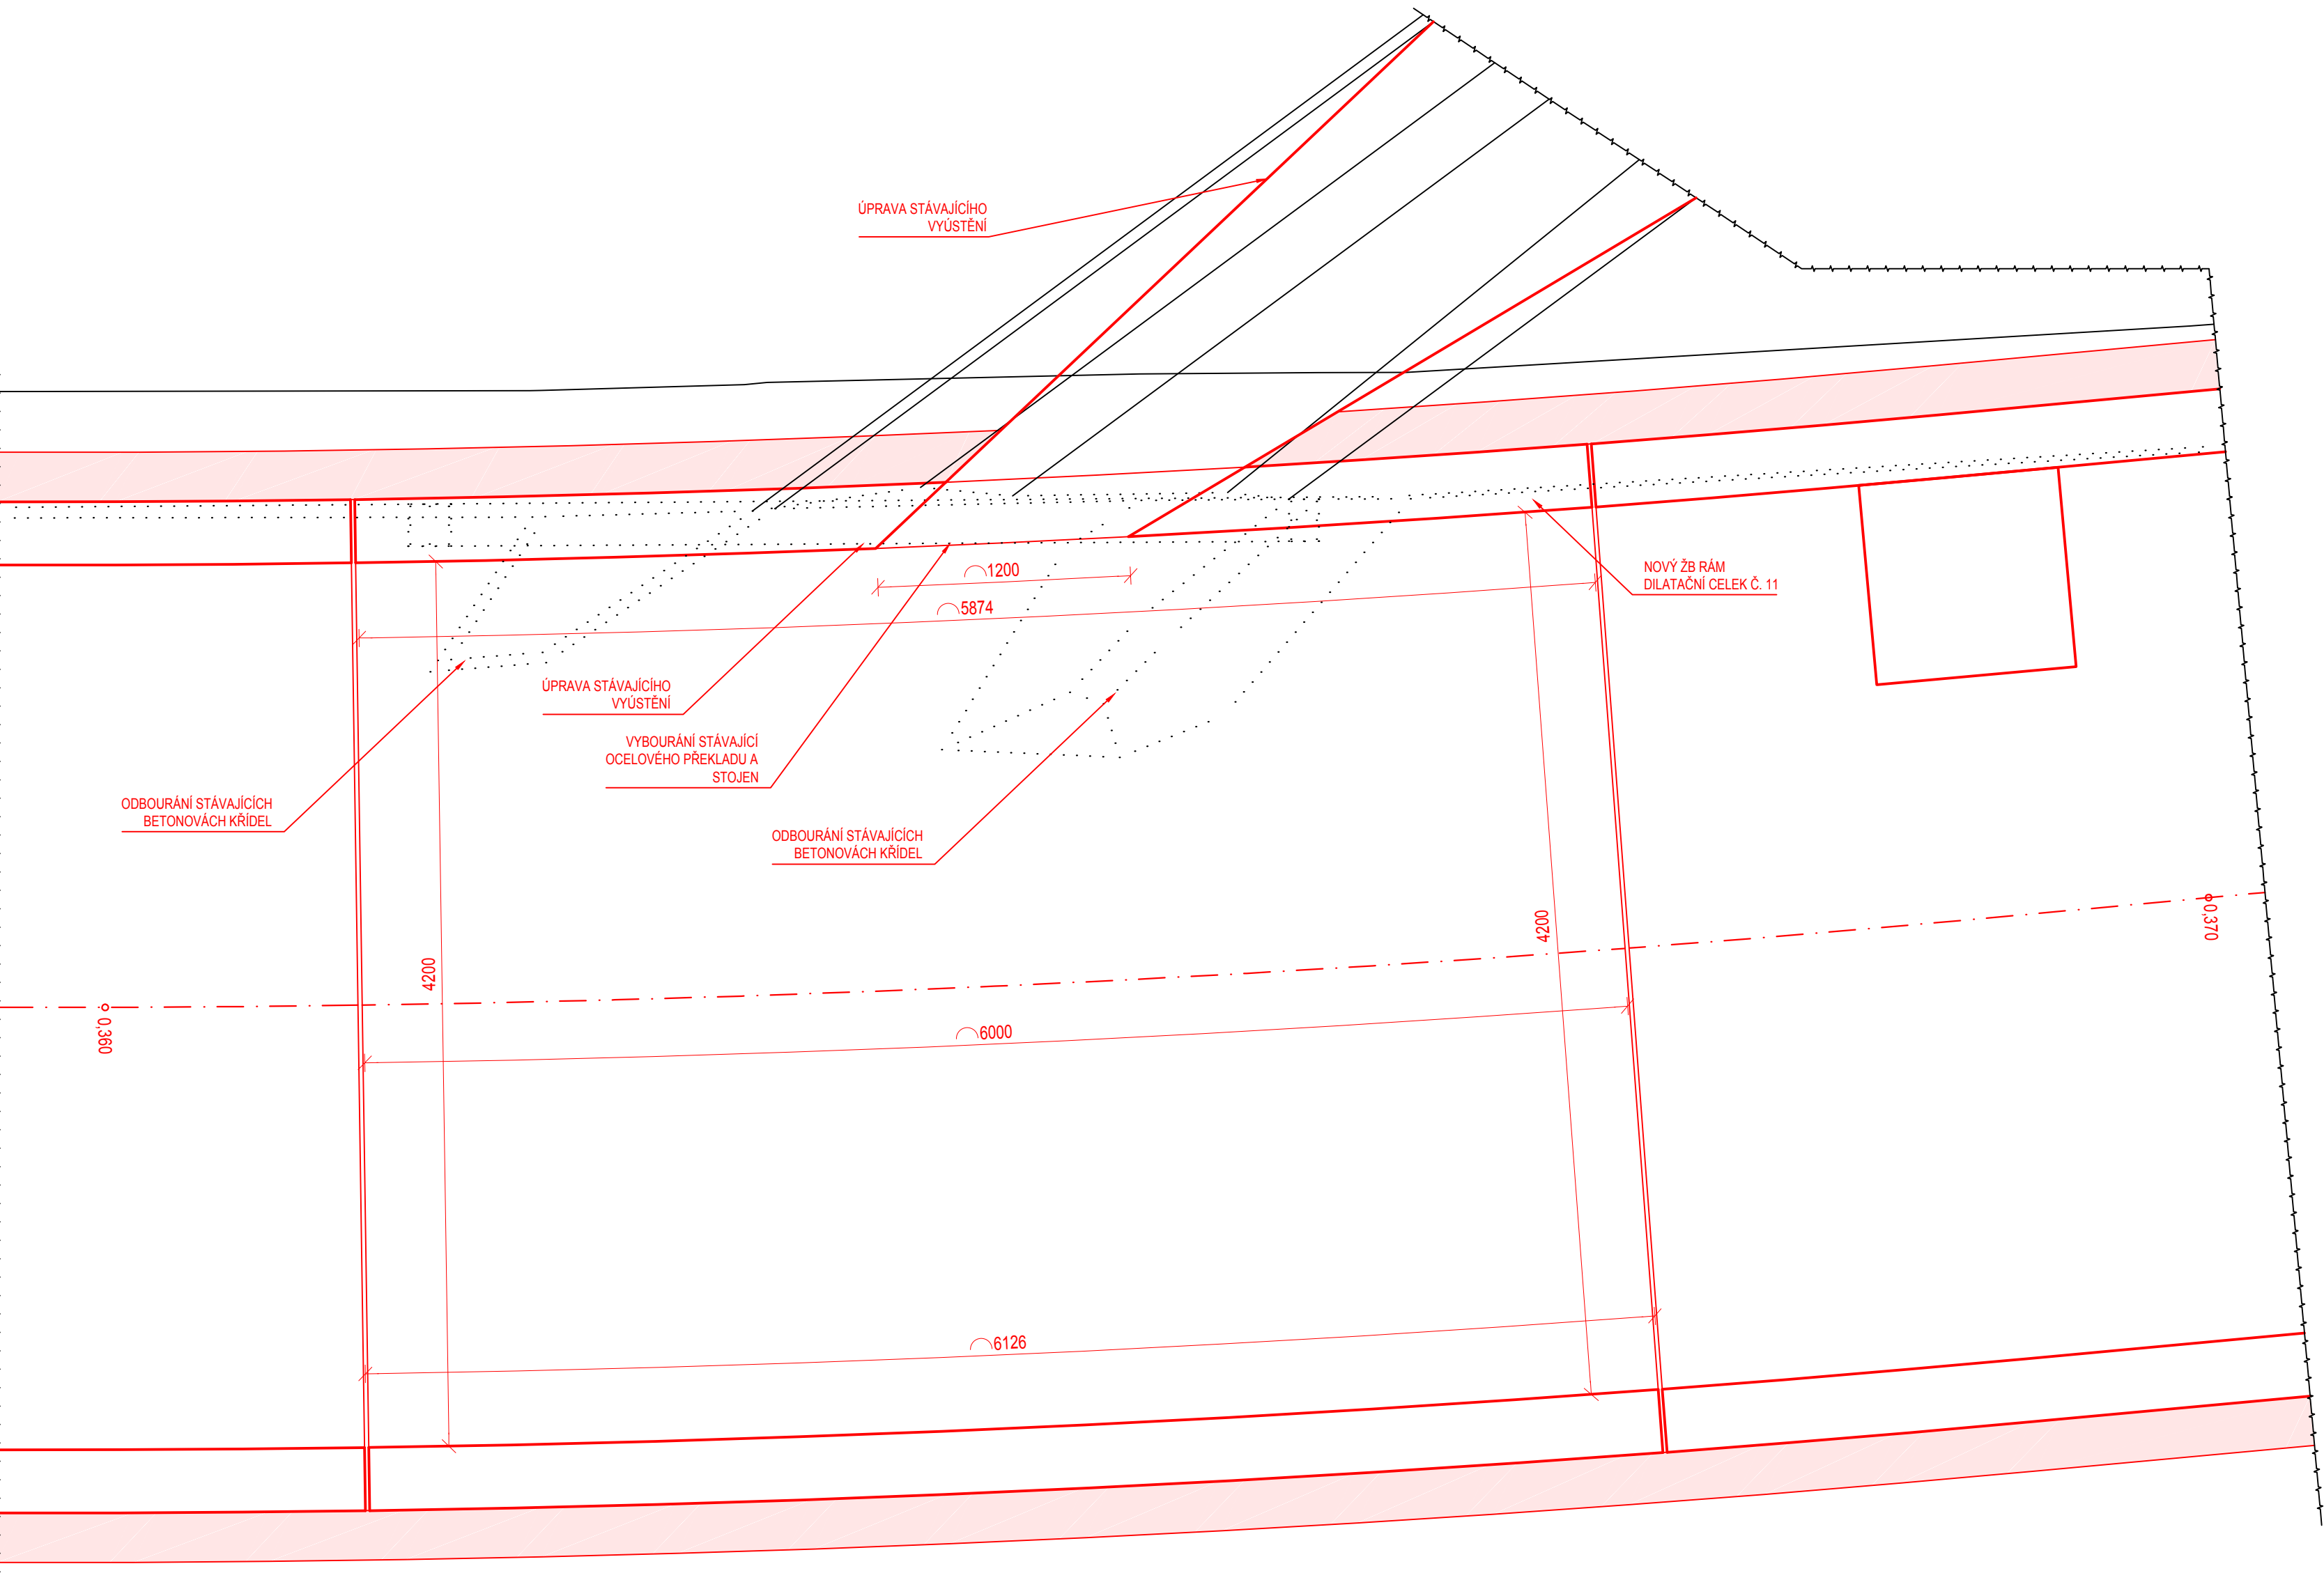 ÚPRAVA STÁVAJÍCÍHO
VYÚSTĚNÍ
NOVÝ ŽB RÁM
DILATAČNÍ CELEK Č. 11
1200
5874
ÚPRAVA STÁVAJÍCÍHO
VYÚSTĚNÍ
VYBOURÁNÍ STÁVAJÍCÍ
OCELOVÉHO PŘEKLADU A
STOJEN
ODBOURÁNÍ STÁVAJÍCÍCH
BETONOVÁCH KŘÍDEL
ODBOURÁNÍ STÁVAJÍCÍCH
BETONOVÁCH KŘÍDEL
4200
4200
0,370
0,360
6000
6126